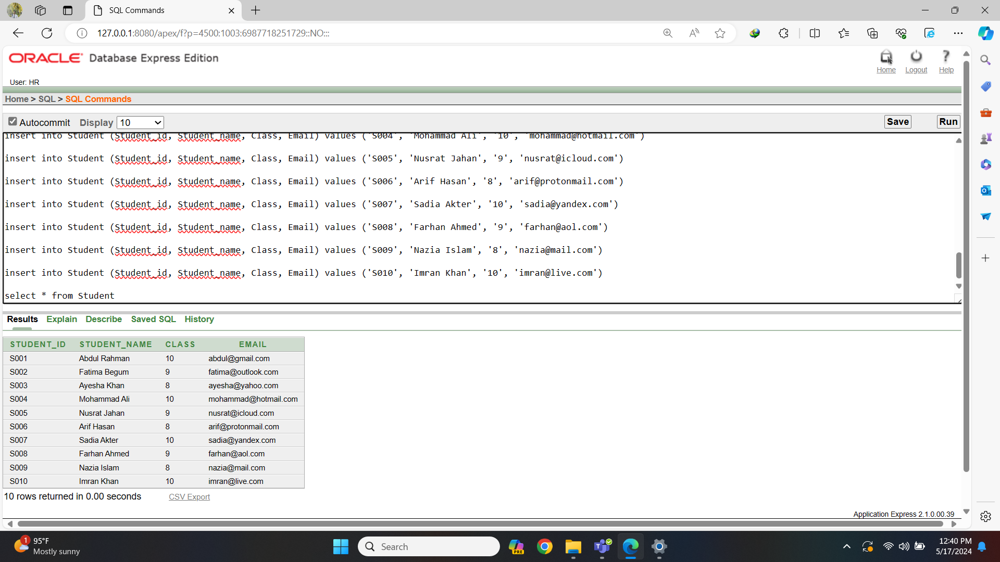 SQL Commands
127.0.0.1:8080/apex/f?p=4500:1003:6987718251729::NO:::
ORACLE Database Express Edition
Home Logout Help
User: HR
Home > SQL > SQL Commands
Autocommit Display 10 Save Run
insert into Student (Student_id, Student_name, Class, Email) values ('S004', 'Mohammad Ali', '10', 'mohammad@hotmail.com')
insert into Student (Student_id, Student_name, Class, Email) values ('S005', 'Nusrat Jahan', '9', 'nusrat@icloud.com')
insert into Student (Student_id, Student_name, Class, Email) values ('S006', 'Arif Hasan', '8', 'arif@protonmail.com')
insert into Student (Student_id, Student_name, Class, Email) values ('S007', 'Sadia Akter', '10', 'sadia@yandex.com')
insert into Student (Student_id, Student_name, Class, Email) values ('S008', 'Farhan Ahmed', '9', 'farhan@aol.com')
insert into Student (Student_id, Student_name, Class, Email) values ('S009', 'Nazia Islam', '8', 'nazia@mail.com')
insert into Student (Student_id, Student_name, Class, Email) values ('S010', 'Imran Khan', '10', 'imran@live.com')
select * from Student
Results Explain Describe Saved SQL History
STUDENT_ID STUDENT_NAME CLASS EMAIL
S001 Abdul Rahman 10 abdul@gmail.com
S002 Fatima Begum 9 fatima@outlook.com
S003 Ayesha Khan 8 ayesha@yahoo.com
S004 Mohammad Ali 10 mohammad@hotmail.com
S005 Nusrat Jahan 9 nusrat@icloud.com
S006 Arif Hasan 8 arif@protonmail.com
S007 Sadia Akter 10 sadia@yandex.com
S008 Farhan Ahmed 9 farhan@aol.com
S009 Nazia Islam 8 nazia@mail.com
S010 Imran Khan 10 imran@live.com
10 rows returned in 0.00 seconds CSV Export
Application Express 2.1.0.00.39
1 95°F
Mostly sunny
Search
PRE
12:40 PM
5/17/2024